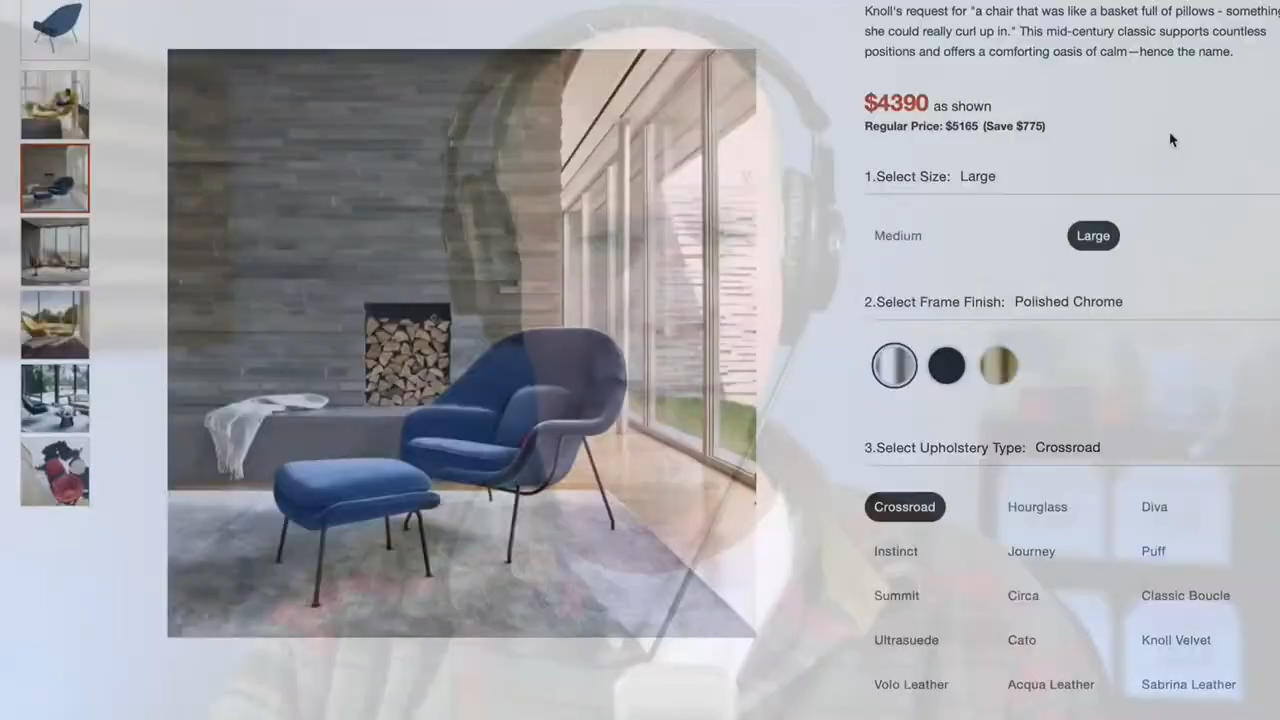 Knoll's request for "a chair that was like a basket full of pillows - something
she could really curl up in." This mid-century classic supports countless
positions and offers a comforting oasis of calm—hence the name.
$4390 as shown
Regular Price: $5165 (Save $775)
1.Select Size: Large
Medium Large
2.Select Frame Finish: Polished Chrome
3.Select Upholstery Type: Crossroad
Crossroad Hourglass Diva
Instinct Journey Puff
Summit Circa Classic Boucle
Ultrasuede Cato Knoll Velvet
Volo Leather Acqua Leather Sabrina Leather